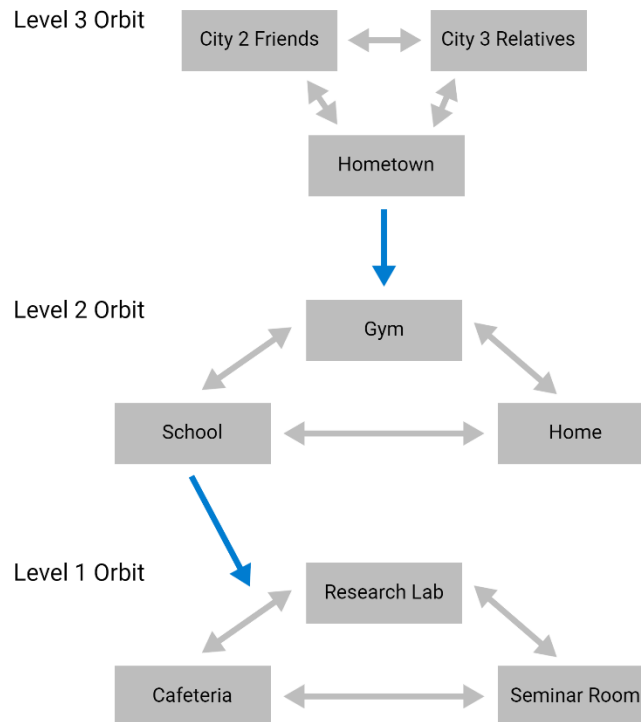 Level 3 Orbit
City 2 Friends
City 3 Relatives
Hometown
Level 2 Orbit
Gym
School
Home
Level 1 Orbit
Research Lab
Cafeteria
Seminar Room